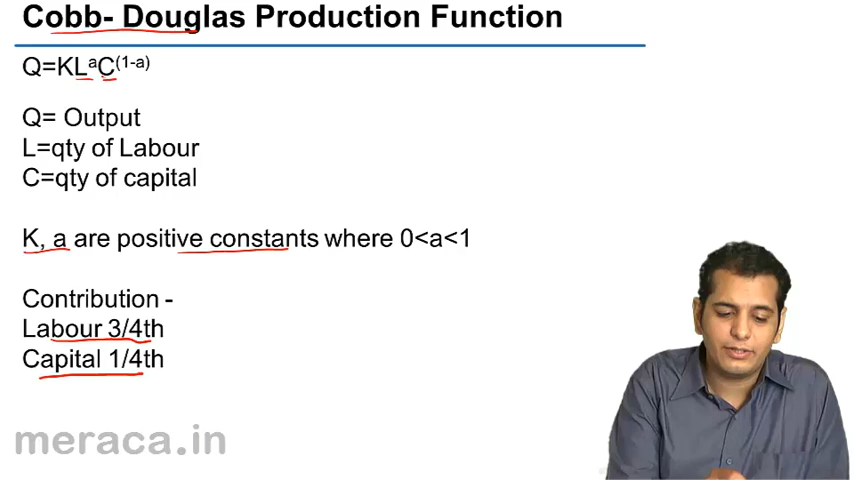 Cobb- Douglas Production Function
Q=KLᵃC⁽¹⁻ᵃ⁾
Q= Output
L=qty of Labour
C=qty of capital
K, a are positive constants where 0<a<1
Contribution -
Labour 3/4th
Capital 1/4th
meraca.in